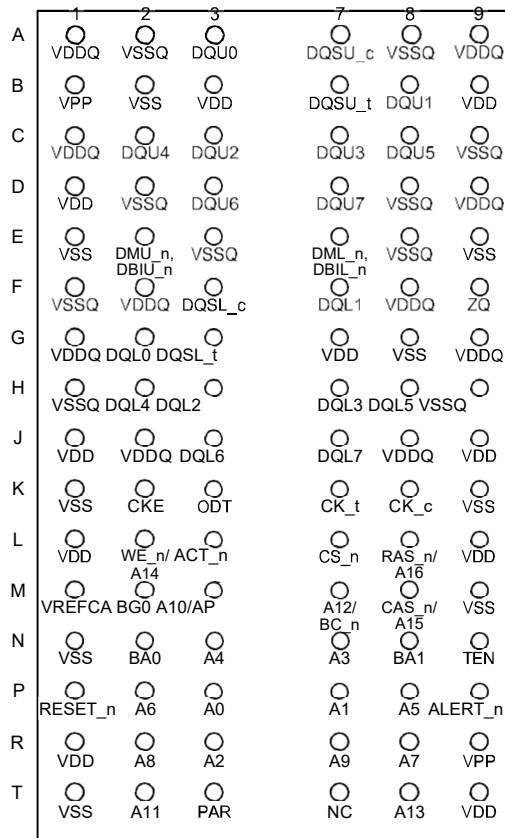 1 2 3 7 8 9
A
VDDQ VSSQ DQU0 DQSU_c VSSQ VDDQ
B
VPP VSS VDD DQSU_t DQU1 VDD
C
VDDQ DQU4 DQU2 DQU3 DQU5 VSSQ
D
VDD VSSQ DQU6 DQU7 VSSQ VDDQ
E
VSS DMU_n, VSSQ DML_n, VSSQ VSS
DBIU_n DBIL_n
F
VSSQ VDDQ DQSL_c DQL1 VDDQ ZQ
G
VDDQ DQL0 DQSL_t VDD VSS VDDQ
H
VSSQ DQL4 DQL2 DQL3 DQL5 VSSQ
J
VDD VDDQ DQL6 DQL7 VDDQ VDD
K
VSS CKE ODT CK_t CK_c VSS
L
VDD WE_n/ ACT_n CS_n RAS_n/ VDD
A14 A16
M
VREFCA BG0 A10/AP A12/ CAS_n/ VSS
BC_n A15
N
VSS BA0 A4 A3 BA1 TEN
P
RESET_n A6 A0 A1 A5 ALERT_n
R
VDD A8 A2 A9 A7 VPP
T
VSS A11 PAR NC A13 VDD